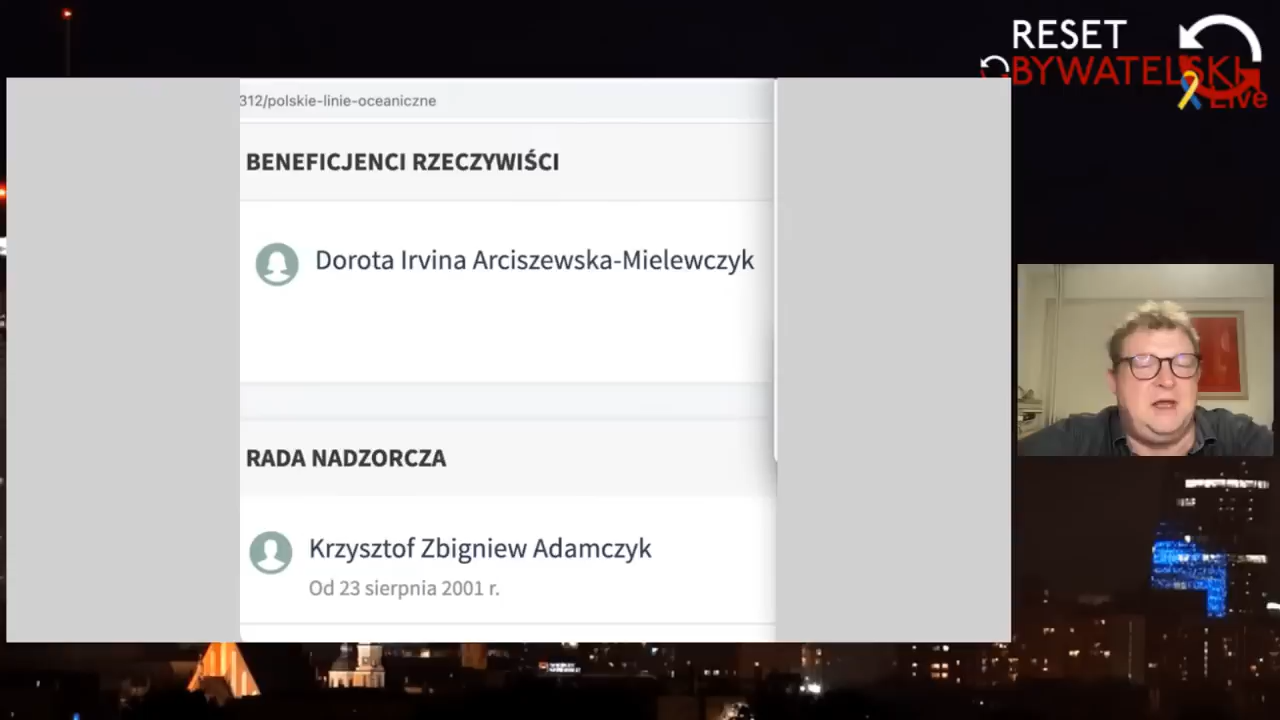 RESET
OBYWATELSKI
Live
312/polskie-linie-oceaniczne
BENEFICJENCI RZECZYWIŚCI
Dorota Irvina Arciszewska-Mielewczyk
RADA NADZORCZA
Krzysztof Zbigniew Adamczyk
Od 23 sierpnia 2001 r.